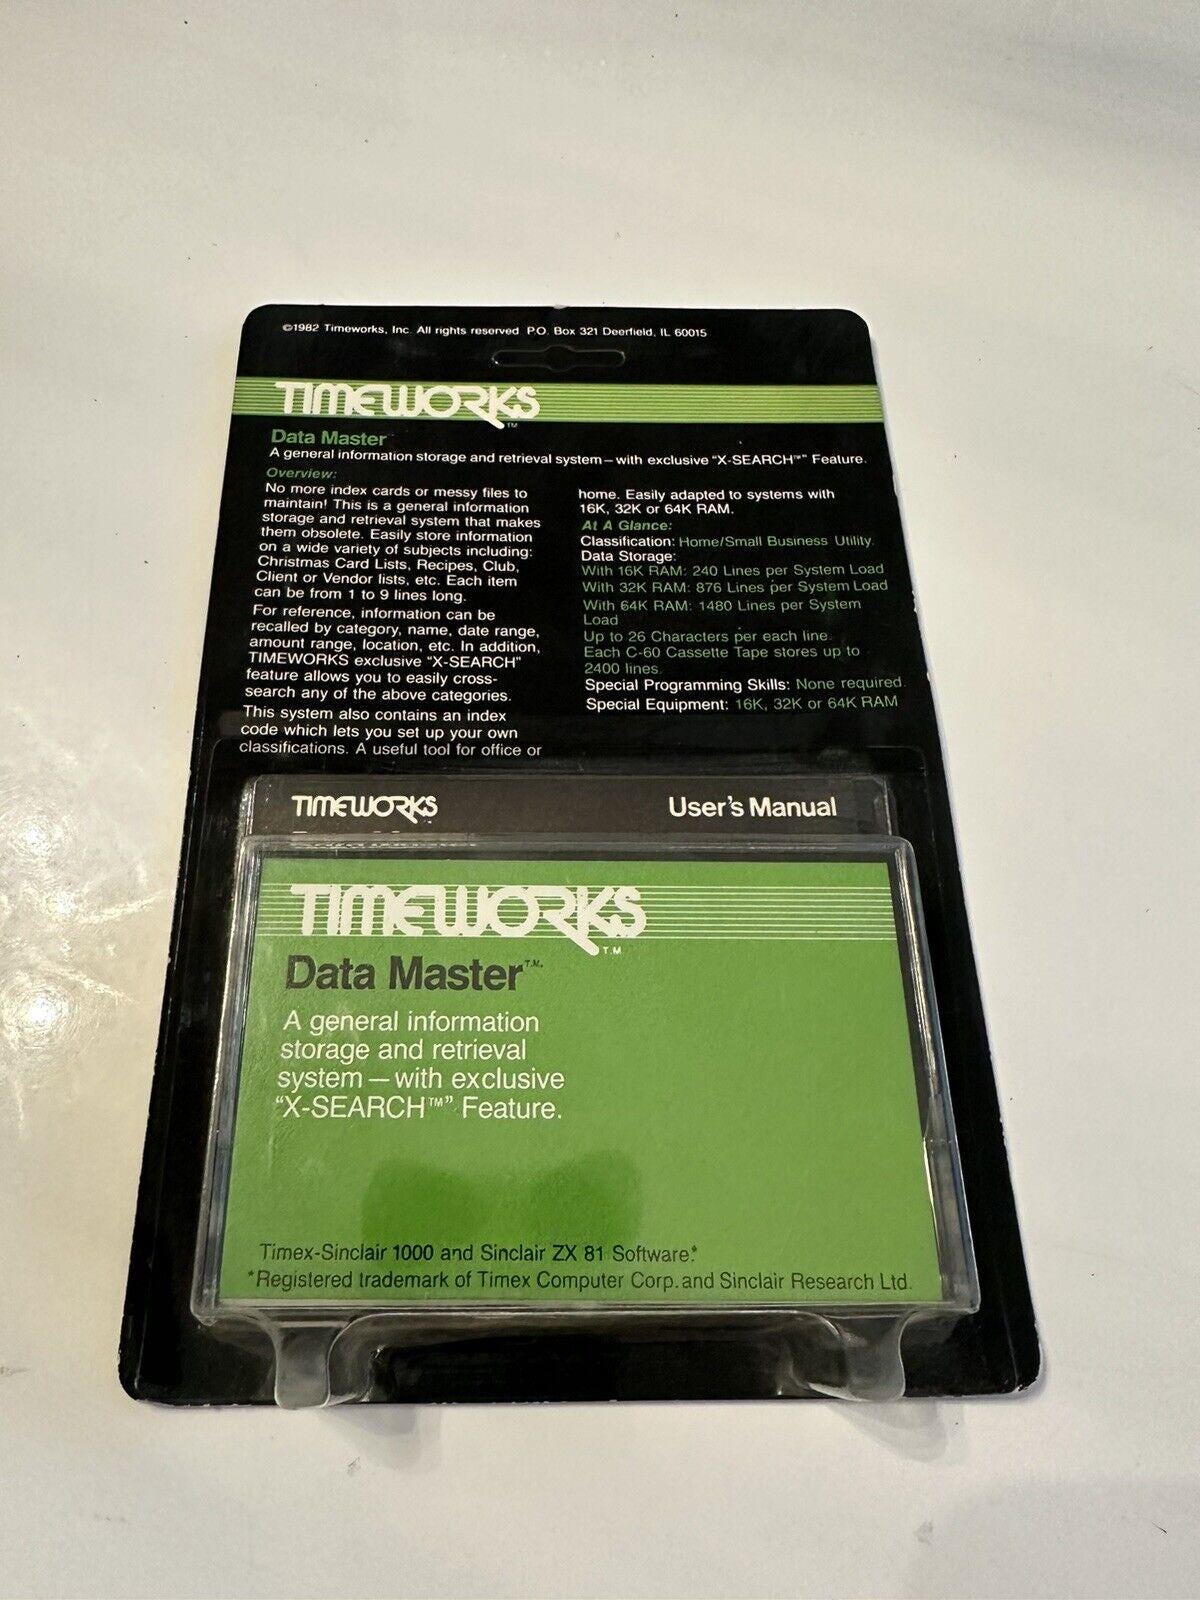 ©1982 Timeworks, Inc. All rights reserved P.O. Box 321 Deerfield, IL 60015
TIMEWORKS TM
Data Master
A general information storage and retrieval system—with exclusive "X-SEARCH™" Feature.
Overview:
No more index cards or messy files to
maintain! This is a general information
storage and retrieval system that makes
them obsolete. Easily store information
on a wide variety of subjects including:
Christmas Card Lists, Recipes, Club,
Client or Vendor lists, etc. Each item
can be from 1 to 9 lines long.
For reference, information can be
recalled by category, name, date range,
amount range, location, etc. In addition,
TIMEWORKS exclusive "X-SEARCH"
feature allows you to easily cross-
search any of the above categories.
This system also contains an index
code which lets you set up your own
classifications. A useful tool for office or
home. Easily adapted to systems with
16K, 32K or 64K RAM.
At A Glance:
Classification: Home/Small Business Utility.
Data Storage:
With 16K RAM: 240 Lines per System Load
With 32K RAM: 876 Lines per System Load
With 64K RAM: 1480 Lines per System
Load
Up to 26 Characters per each line.
Each C-60 Cassette Tape stores up to
2400 lines.
Special Programming Skills: None required.
Special Equipment: 16K, 32K or 64K RAM
TIMEWORKS User's Manual
TIMEWORKS T.M.
Data Master T.M.
A general information
storage and retrieval
system—with exclusive
"X-SEARCH™" Feature.
Timex-Sinclair 1000 and Sinclair ZX 81 Software.*
*Registered trademark of Timex Computer Corp. and Sinclair Research Ltd.